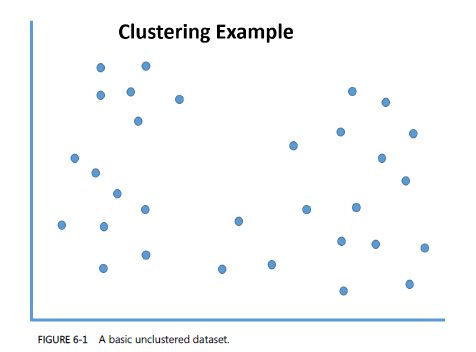 Clustering Example
FIGURE 6-1 A basic unclustered dataset.